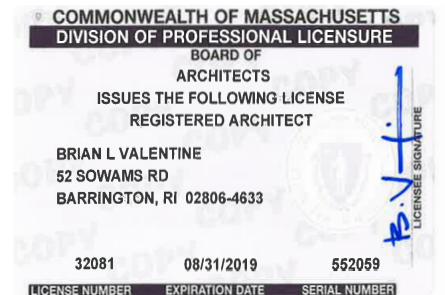 COMMONWEALTH OF MASSACHUSETTS
DIVISION OF PROFESSIONAL LICENSURE
BOARD OF
ARCHITECTS
ISSUES THE FOLLOWING LICENSE
REGISTERED ARCHITECT
BRIAN L VALENTINE
52 SOWAMS RD
BARRINGTON, RI 02806-4633
LICENSEE SIGNATURE
32081 08/31/2019 552059
LICENSE NUMBER EXPIRATION DATE SERIAL NUMBER
COPY